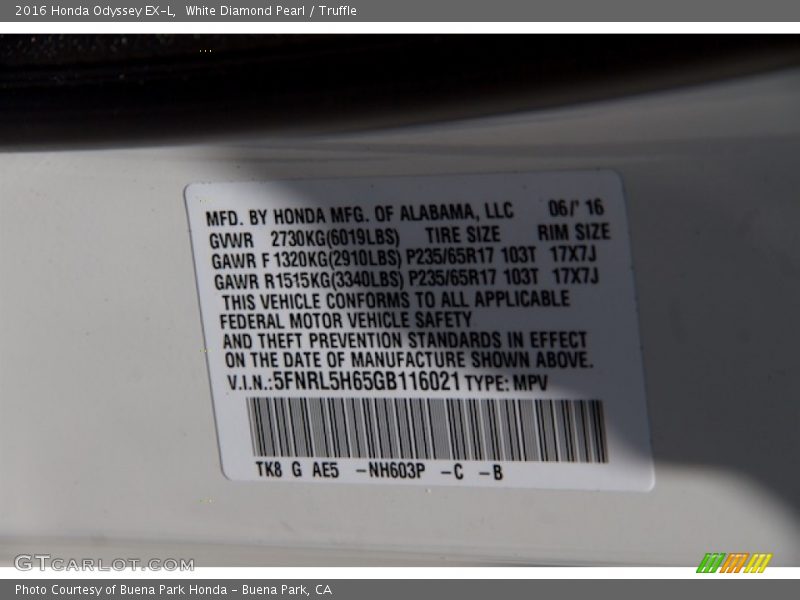 2016 Honda Odyssey EX-L,  White Diamond Pearl / Truffle
MFD. BY HONDA MFG. OF ALABAMA, LLC 06/' 16
GVWR 2730KG(6019LBS) TIRE SIZE RIM SIZE
GAWR F 1320KG(2910LBS) P235/65R17 103T 17X7J
GAWR R1515KG(3340LBS) P235/65R17 103T 17X7J
THIS VEHICLE CONFORMS TO ALL APPLICABLE
FEDERAL MOTOR VEHICLE SAFETY
AND THEFT PREVENTION STANDARDS IN EFFECT
ON THE DATE OF MANUFACTURE SHOWN ABOVE.
V.I.N.:5FNRL5H65GB116021 TYPE: MPV
TK8 G AE5 -NH603P -C -B
GTCARLOT.COM
Photo Courtesy of Buena Park Honda - Buena Park, CA